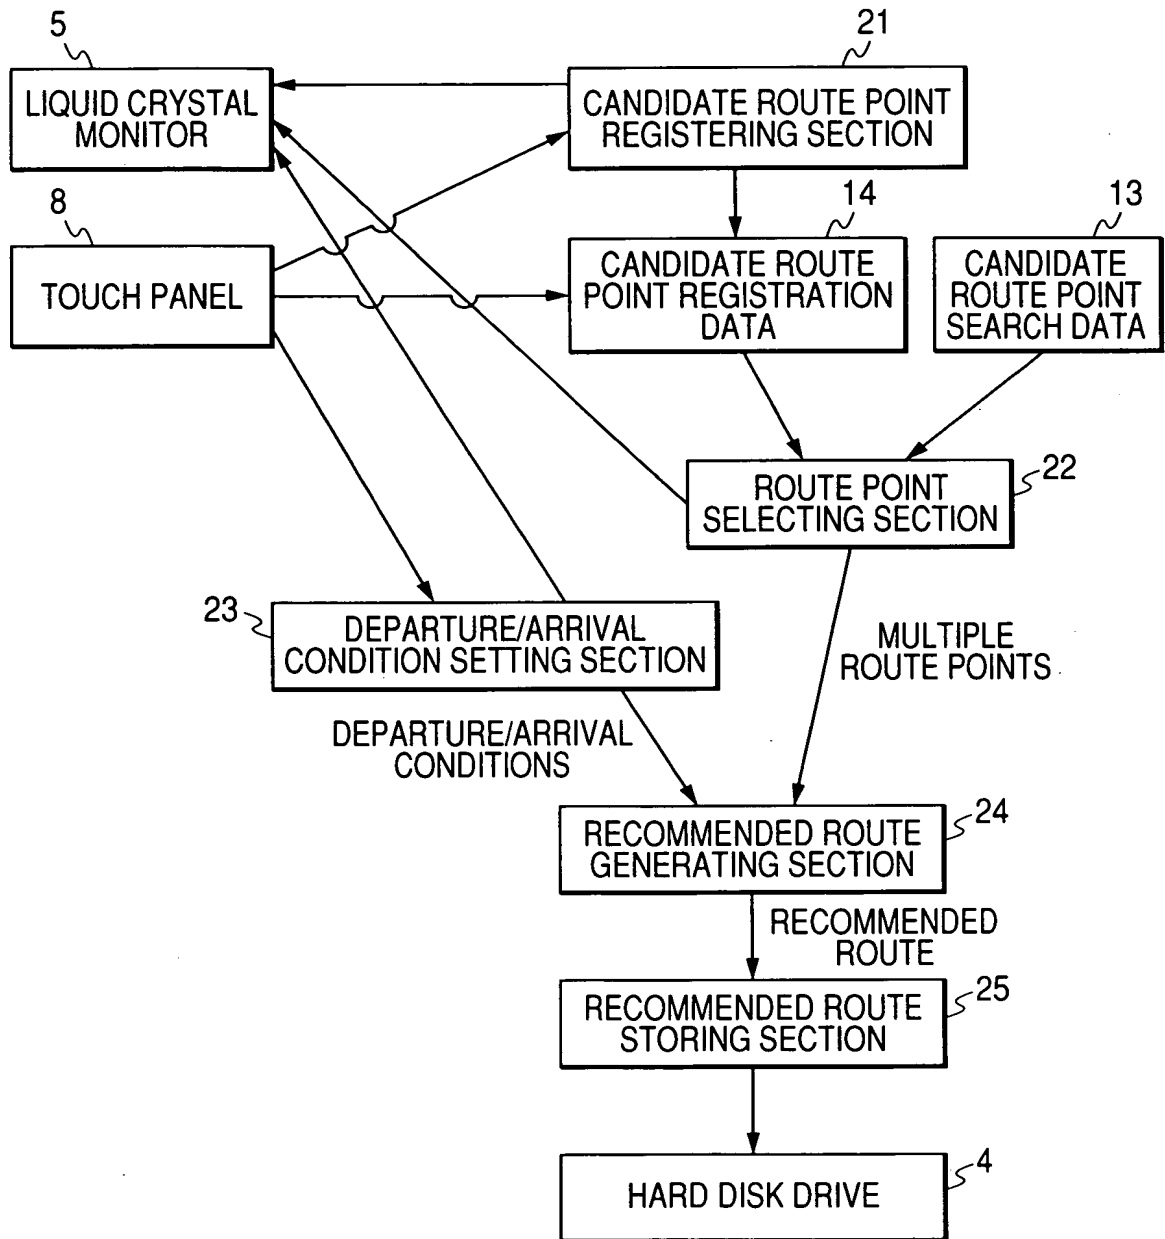 5
LIQUID CRYSTAL
MONITOR
21
CANDIDATE ROUTE POINT
REGISTERING SECTION
8
TOUCH PANEL
14
CANDIDATE ROUTE
POINT REGISTRATION
DATA
13
CANDIDATE
ROUTE POINT
SEARCH DATA
22
ROUTE POINT
SELECTING SECTION
23
DEPARTURE/ARRIVAL
CONDITION SETTING SECTION
MULTIPLE
ROUTE POINTS
DEPARTURE/ARRIVAL
CONDITIONS
24
RECOMMENDED ROUTE
GENERATING SECTION
RECOMMENDED
ROUTE
25
RECOMMENDED ROUTE
STORING SECTION
4
HARD DISK DRIVE